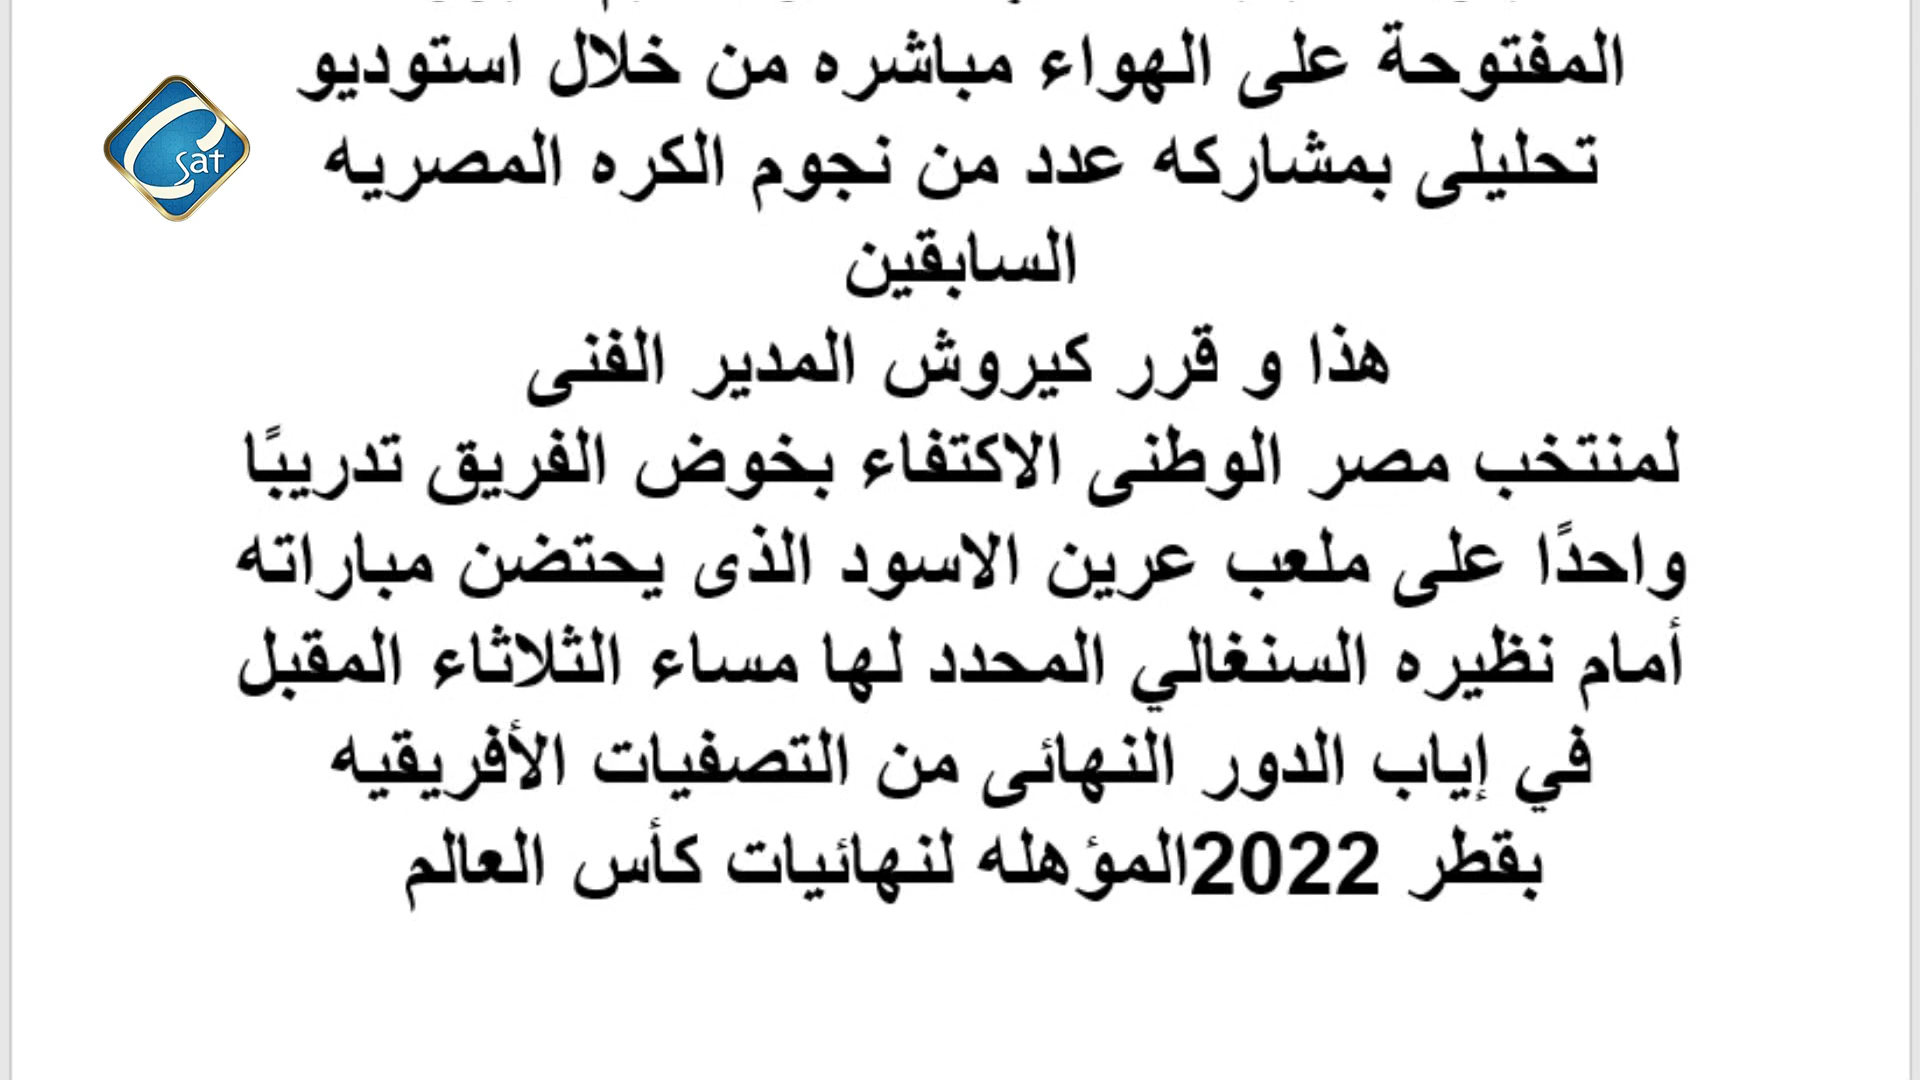 المفتوحة على الهواء مباشره من خلال استوديو
تحليلى بمشاركه عدد من نجوم الكره المصريه
السابقين
هذا و قرر كيروش المدير الفنى
لمنتخب مصر الوطنى الاكتفاء بخوض الفريق تدريبًا
واحدًا على ملعب عرين الاسود الذى يحتضن مباراته
أمام نظيره السنغالي المحدد لها مساء الثلاثاء المقبل
في إياب الدور النهائى من التصفيات الأفريقيه
بقطر 2022المؤهله لنهائيات كأس العالم
Csat